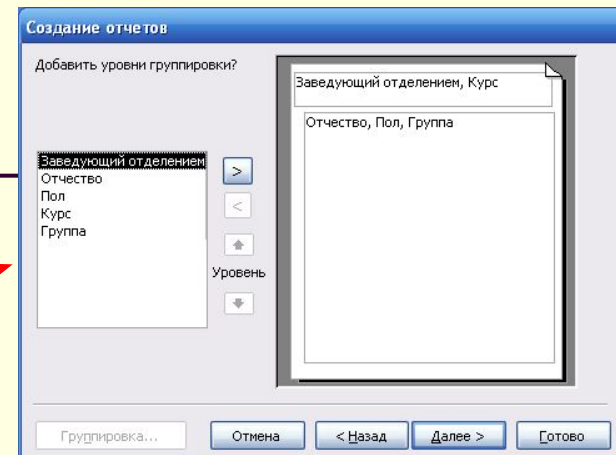 Создание отчетов
Добавить уровни группировки?
Заведующий отделением
Отчество
Пол
Курс
Группа
>
<
Уровень
Заведующий отделением, Курс
Отчество, Пол, Группа
Группировка...
Отмена
< Назад
Далее >
Готово